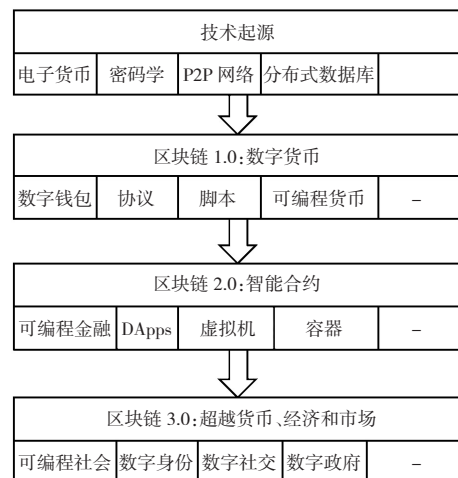 技术起源
电子货币 密码学 P2P 网络 分布式数据库
区块链 1.0:数字货币
数字钱包 协议 脚本 可编程货币 –
区块链 2.0:智能合约
可编程金融 DApps 虚拟机 容器 –
区块链 3.0:超越货币、经济和市场
可编程社会 数字身份 数字社交 数字政府 –